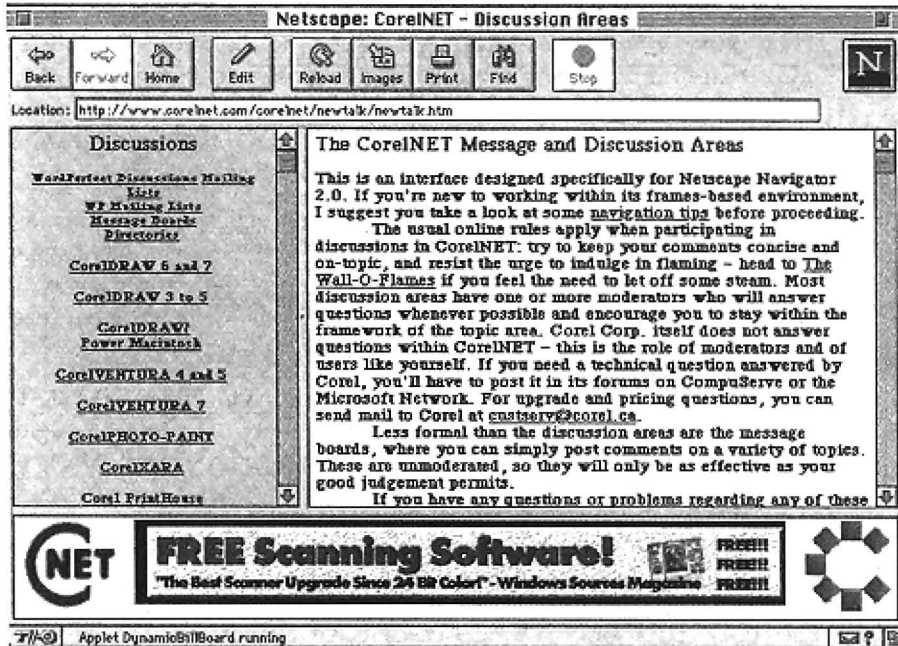 Netscape: CorelNET - Discussion Areas
Back Forward Home Edit Reload Images Print Find Stop
N
Location: http://www.corelnet.com/corelnet/newtalk/newtalk.htm
Discussions
WordPerfect Discussions Mailing
Lists
WP Mailing Lists
Message Boards
Directories
CorelDRAW 6 and 7
CorelDRAW 3 to 5
CorelDRAW!
Power Macintosh
CorelVENTURA 4 and 5
CorelVENTURA 7
CorelPHOTO-PAINT
CorelXARA
Corel PrintHouse
The CorelNET Message and Discussion Areas
This is an interface designed specifically for Netscape Navigator
2.0. If you're new to working within its frames-based environment,
I suggest you take a look at some navigation tips before proceeding.
The usual online rules apply when participating in
discussions in CorelNET: try to keep your comments concise and
on-topic, and resist the urge to indulge in flaming - head to The
Wall-O-Flames if you feel the need to let off some steam. Most
discussion areas have one or more moderators who will answer
questions whenever possible and encourage you to stay within the
framework of the topic area. Corel Corp. itself does not answer
questions within CorelNET - this is the role of moderators and of
users like yourself. If you need a technical question answered by
Corel, you'll have to post it in its forums on CompuServe or the
Microsoft Network. For upgrade and pricing questions, you can
send mail to Corel at custserv@corel.ca.
Less formal than the discussion areas are the message
boards, where you can simply post comments on a variety of topics.
These are unmoderated, so they will only be as effective as your
good judgement permits.
If you have any questions or problems regarding any of these
CNET
FREE Scanning Software!
"The Best Scanner Upgrade Since 24 Bit Color!" - Windows Sources Magazine
FREE!!!
FREE!!!
FREE!!!
Applet DynamicBillBoard running
?